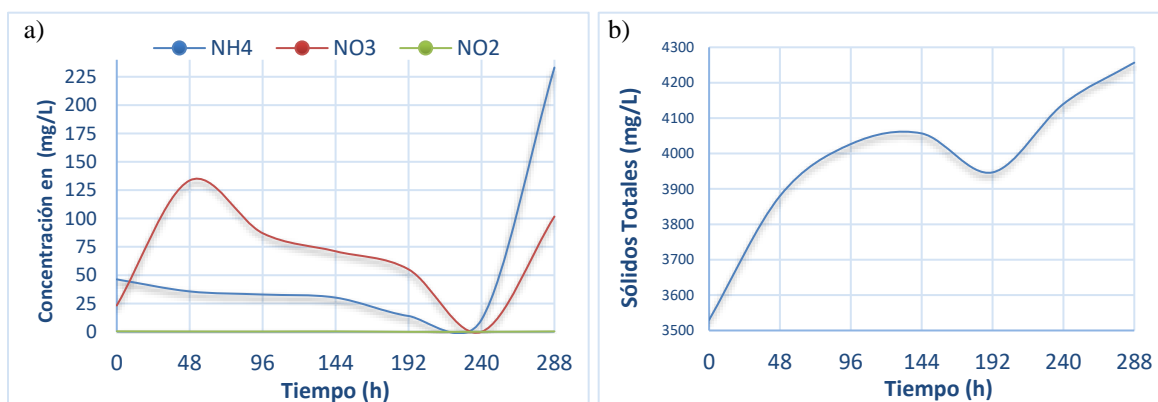 a)
NH4 NO3 NO2
Concentración en (mg/L)
225
200
175
150
125
100
75
50
25
0
0 48 96 144 192 240 288
Tiempo (h)
b)
Sólidos Totales (mg/L)
4300
4200
4100
4000
3900
3800
3700
3600
3500
0 48 96 144 192 240 288
Tiempo (h)